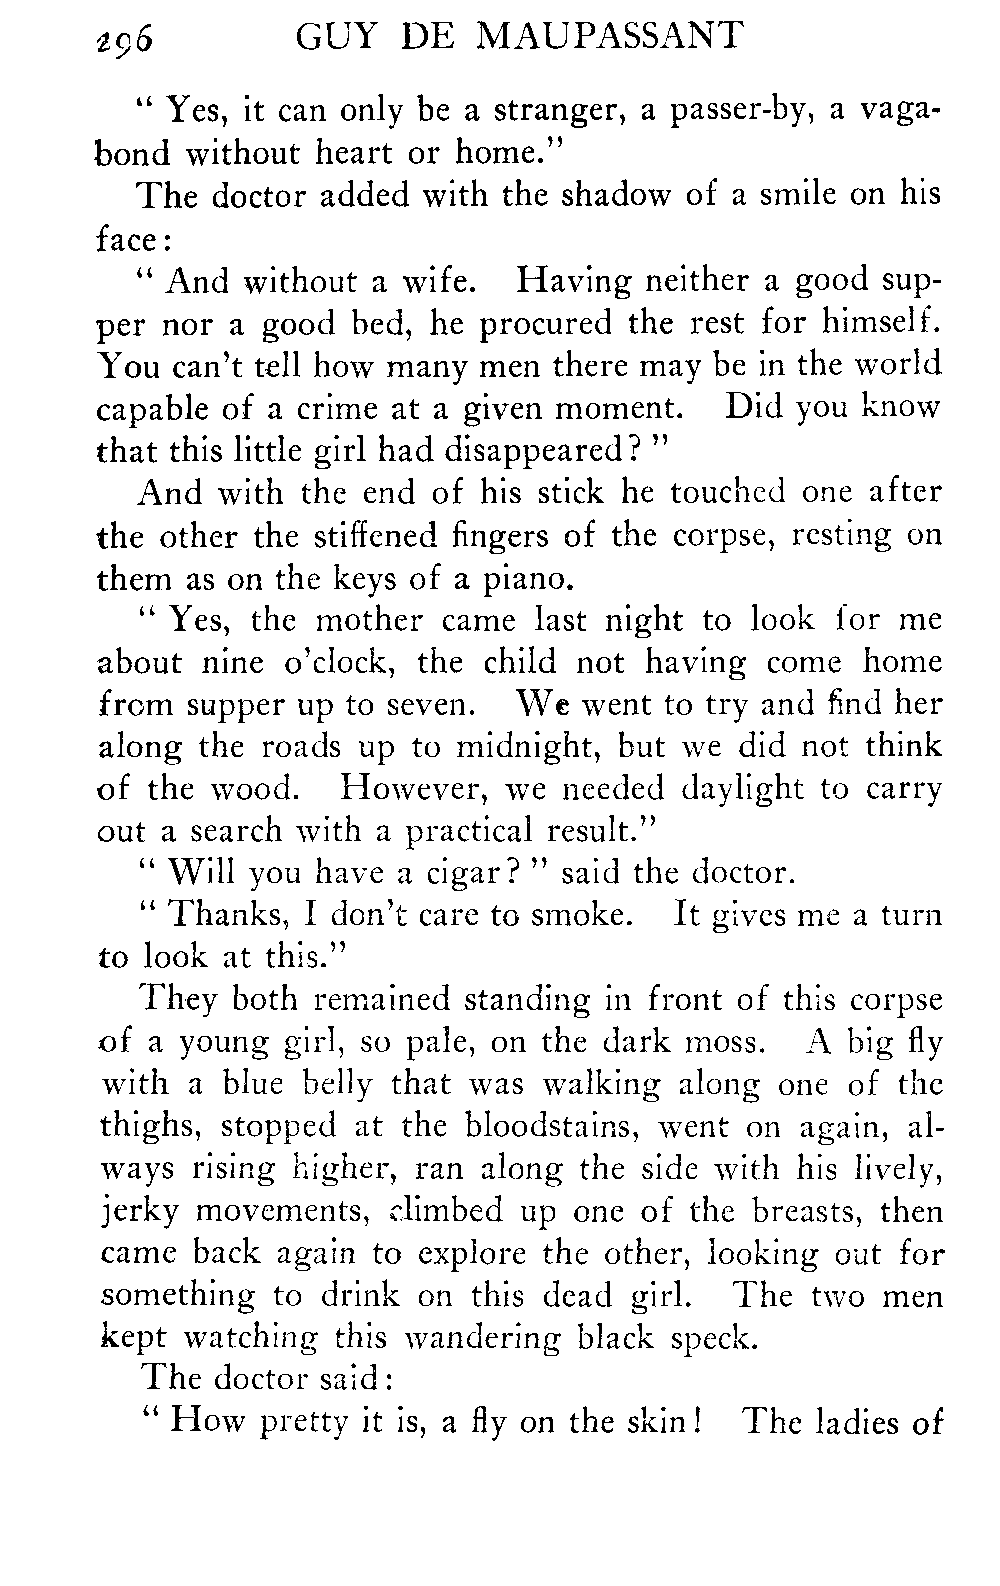 296 GUY DE MAUPASSANT
“ Yes, it can only be a stranger, a passer-by, a vaga-
bond without heart or home.”
The doctor added with the shadow of a smile on his
face:
“ And without a wife. Having neither a good sup-
per nor a good bed, he procured the rest for himself.
You can’t tell how many men there may be in the world
capable of a crime at a given moment. Did you know
that this little girl had disappeared? ”
And with the end of his stick he touched one after
the other the stiffened fingers of the corpse, resting on
them as on the keys of a piano.
“ Yes, the mother came last night to look for me
about nine o’clock, the child not having come home
from supper up to seven. We went to try and find her
along the roads up to midnight, but we did not think
of the wood. However, we needed daylight to carry
out a search with a practical result.”
“ Will you have a cigar? ” said the doctor.
“ Thanks, I don’t care to smoke. It gives me a turn
to look at this.”
They both remained standing in front of this corpse
of a young girl, so pale, on the dark moss. A big fly
with a blue belly that was walking along one of the
thighs, stopped at the bloodstains, went on again, al-
ways rising higher, ran along the side with his lively,
jerky movements, climbed up one of the breasts, then
came back again to explore the other, looking out for
something to drink on this dead girl. The two men
kept watching this wandering black speck.
The doctor said:
“ How pretty it is, a fly on the skin! The ladies of